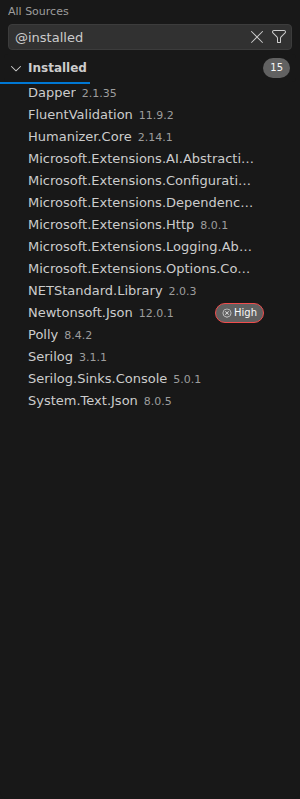 All Sources
@installed
Installed 15
Dapper 2.1.35
FluentValidation 11.9.2
Humanizer.Core 2.14.1
Microsoft.Extensions.AI.Abstracti...
Microsoft.Extensions.Configurati...
Microsoft.Extensions.Dependenc...
Microsoft.Extensions.Http 8.0.1
Microsoft.Extensions.Logging.Ab...
Microsoft.Extensions.Options.Co...
NETStandard.Library 2.0.3
Newtonsoft.Json 12.0.1 High
Polly 8.4.2
Serilog 3.1.1
Serilog.Sinks.Console 5.0.1
System.Text.Json 8.0.5